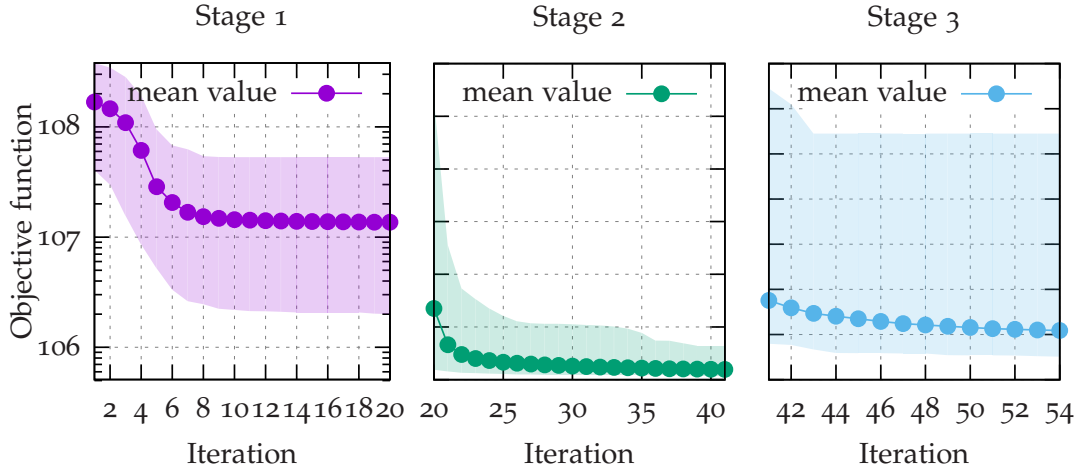 Stage 1
Stage 2
Stage 3
Objective function
mean value
mean value
mean value
10^8
10^7
10^6
2 4 6 8 10 12 14 16 18 20
20 25 30 35 40
42 44 46 48 50 52 54
Iteration
Iteration
Iteration